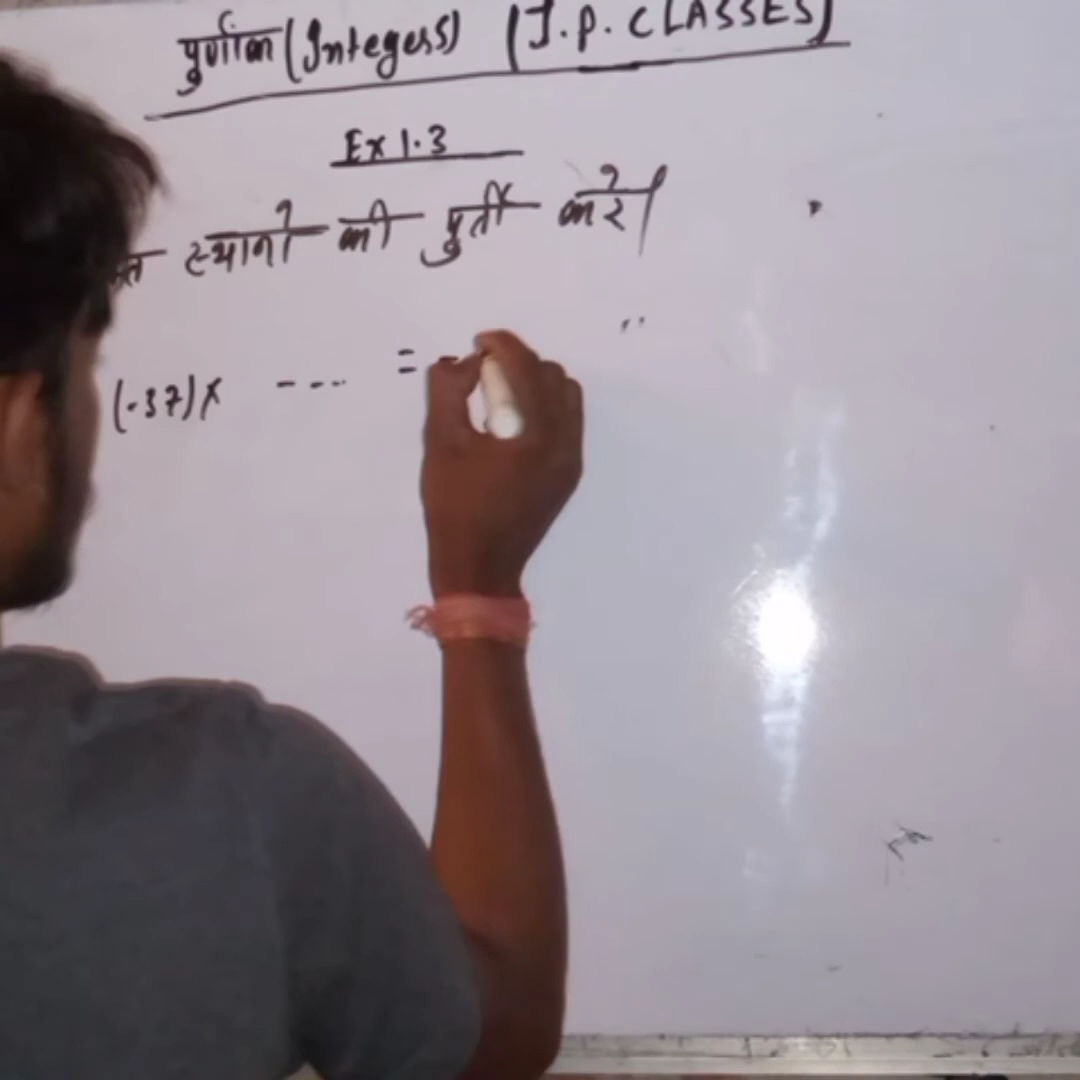 पुर्णांक (Integers) (J.P. CLASSES)
Ex 1.3
स्थानों की पुर्ती करें।
(-37)× ---- = -